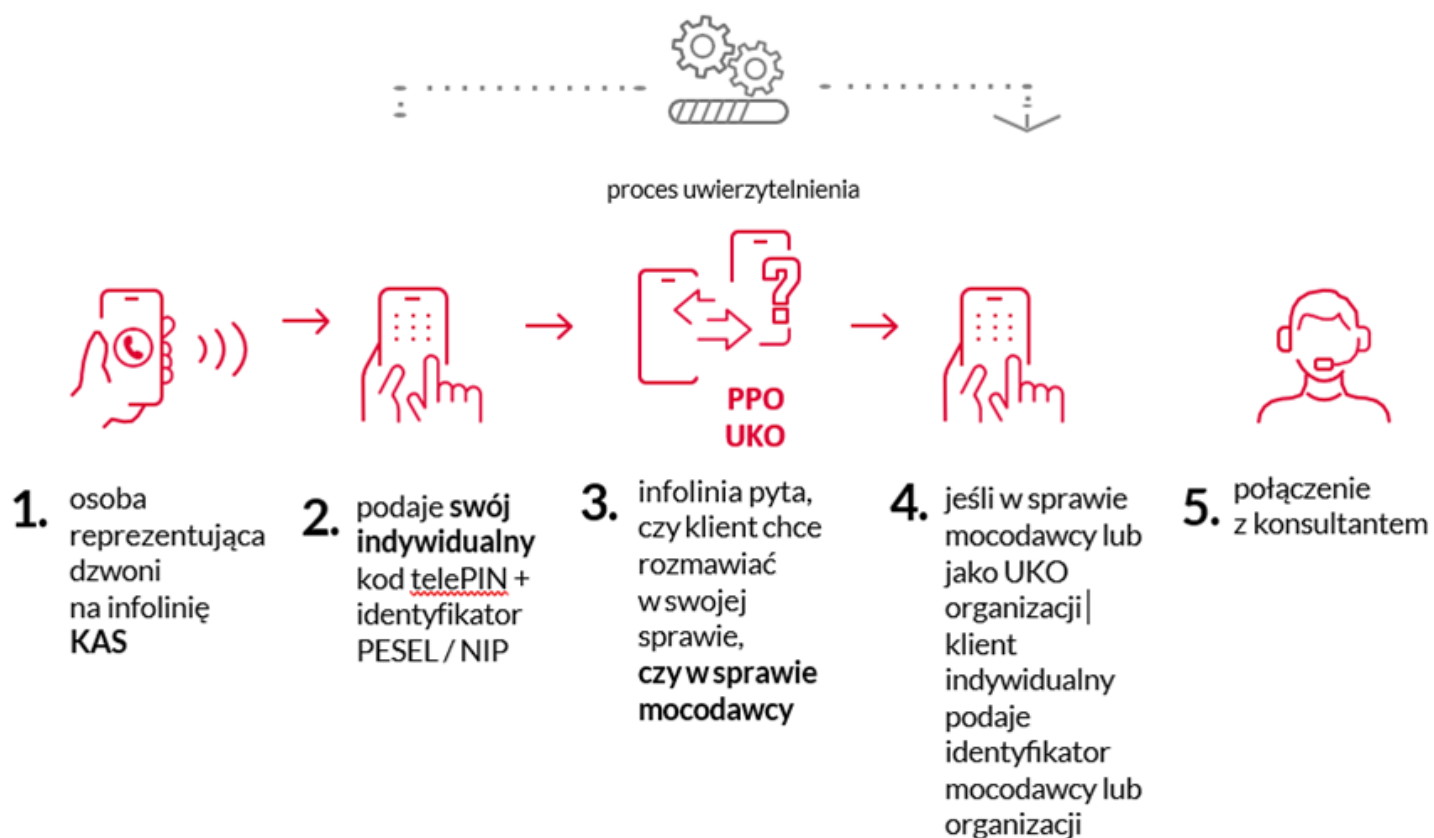 proces uwierzytelnienia
PPO
UKO
1. osoba
reprezentująca
dzwoni
na infolinię
KAS
2. podaje swój
indywidualny
kod telePIN +
identyfikator
PESEL / NIP
3. infolinia pyta,
czy klient chce
rozmawiać
w swojej
sprawie,
czy w sprawie
mocodawcy
4. jeśli w sprawie
mocodawcy lub
jako UKO
organizacji
klient
indywidualny
podaje
identyfikator
mocodawcy lub
organizacji
5. połączenie
z konsultantem